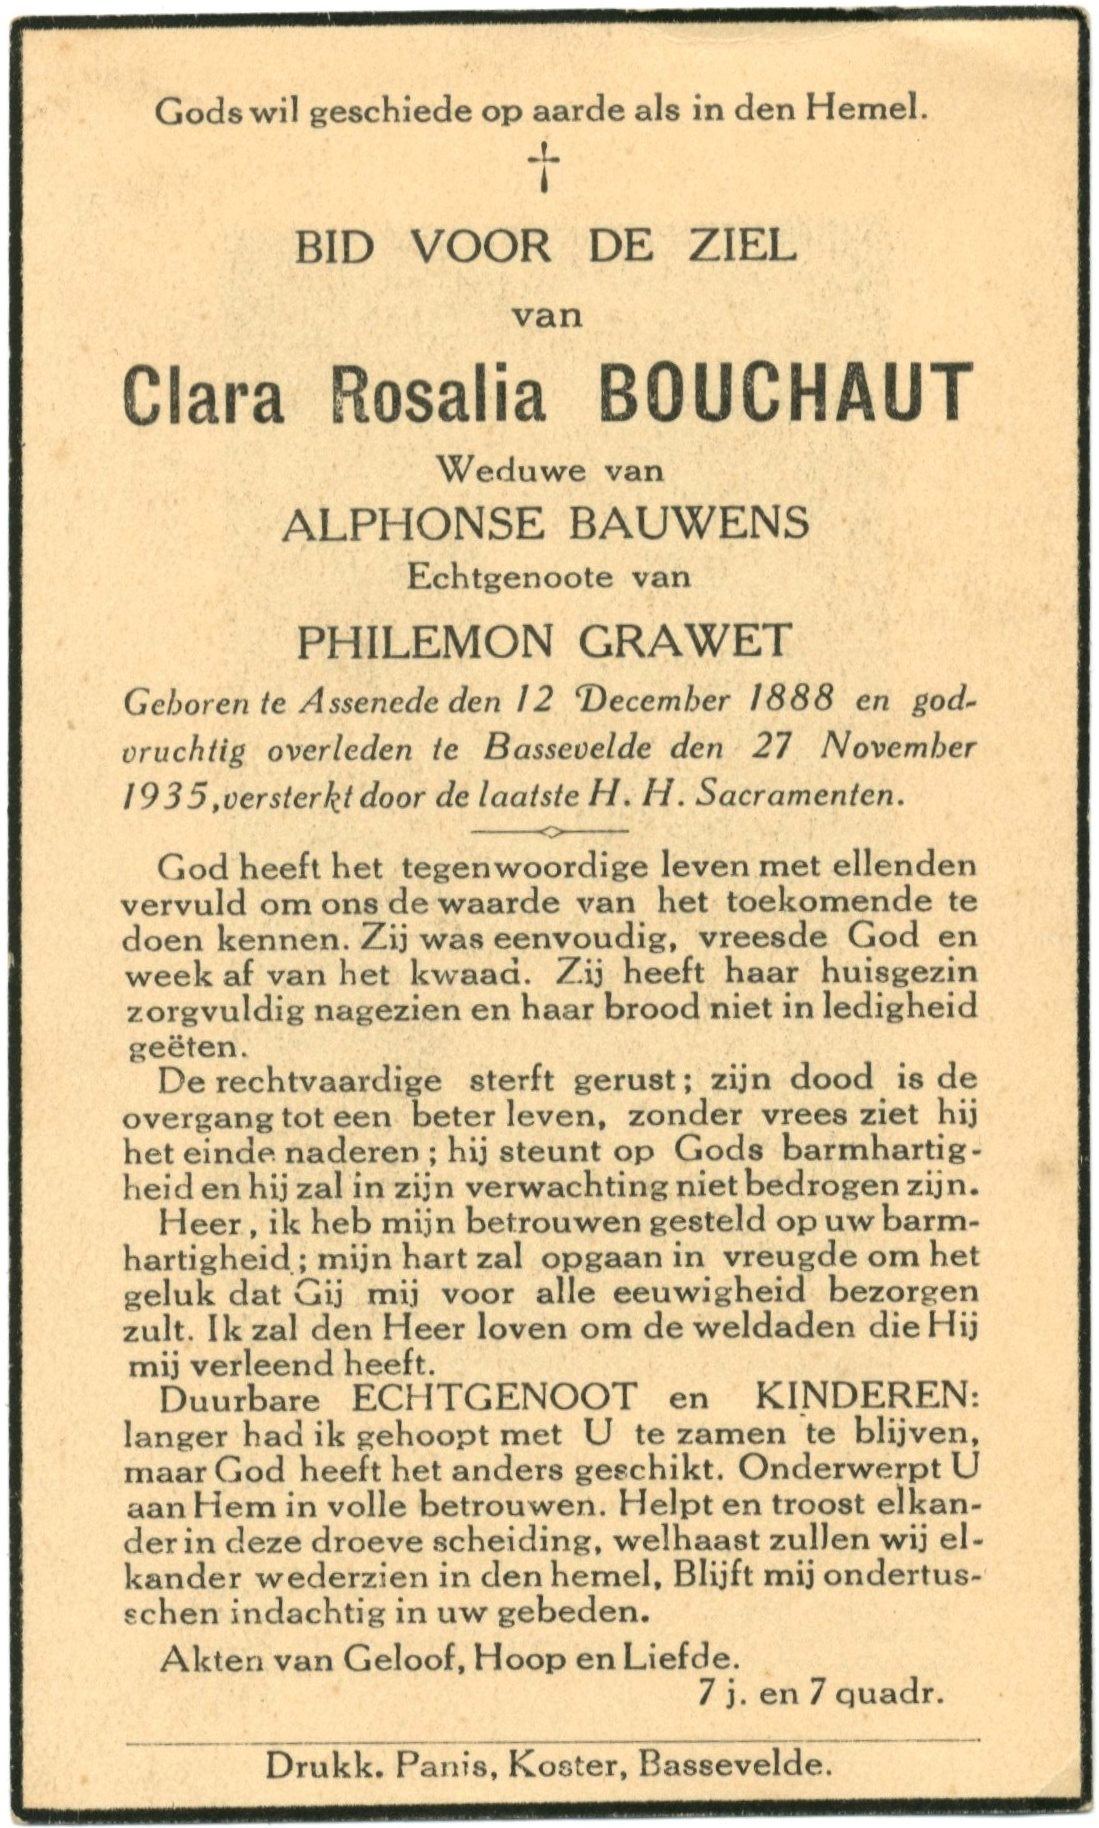 Gods wil geschiede op aarde als in den Hemel.
†
BID VOOR DE ZIEL
van
Clara Rosalia BOUCHAUT
Weduwe van
ALPHONSE BAUWENS
Echtgenoote van
PHILEMON GRAWET
Geboren te Assenede den 12 December 1888 en god-
vruchtig overleden te Bassevelde den 27 November
1935, versterkt door de laatste H. H. Sacramenten.
God heeft het tegenwoordige leven met ellenden
vervuld om ons de waarde van het toekomende te
doen kennen. Zij was eenvoudig, vreesde God en
week af van het kwaad. Zij heeft haar huisgezin
zorgvuldig nagezien en haar brood niet in ledigheid
geëten.
De rechtvaardige sterft gerust; zijn dood is de
overgang tot een beter leven, zonder vrees ziet hij
het einde naderen; hij steunt op Gods barmhartig-
heid en hij zal in zijn verwachting niet bedrogen zijn.
Heer, ik heb mijn betrouwen gesteld op uw barm-
hartigheid; mijn hart zal opgaan in vreugde om het
geluk dat Gij mij voor alle eeuwigheid bezorgen
zult. Ik zal den Heer loven om de weldaden die Hij
mij verleend heeft.
Duurbare ECHTGENOOT en KINDEREN:
langer had ik gehoopt met U te zamen te blijven,
maar God heeft het anders geschikt. Onderwerpt U
aan Hem in volle betrouwen. Helpt en troost elkan-
der in deze droeve scheiding, welhaast zullen wij el-
kander wederzien in den hemel, Blijft mij ondertus-
schen indachtig in uw gebeden.
Akten van Geloof, Hoop en Liefde.
7 j. en 7 quadr.
Drukk. Panis, Koster, Bassevelde.